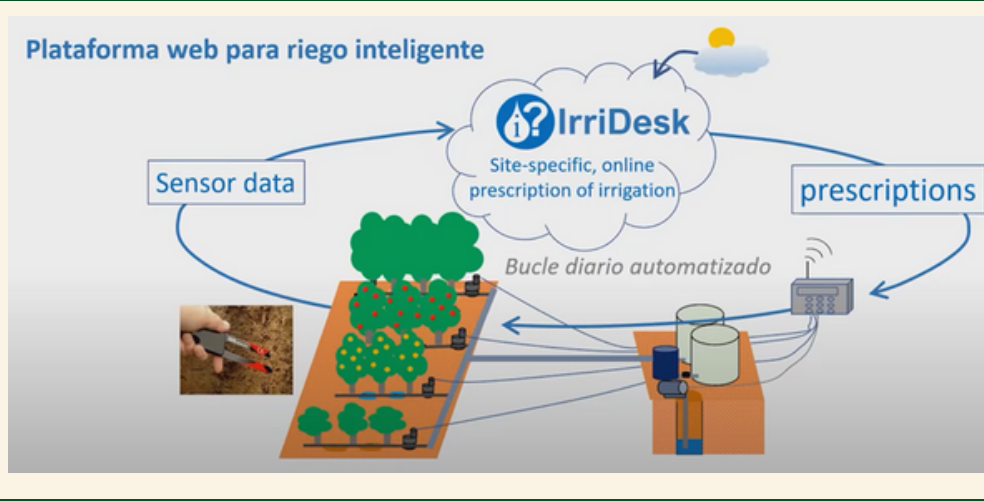 Plataforma web para riego inteligente
i?IrriDesk
Site-specific, online
prescription of irrigation
Sensor data
prescriptions
Bucle diario automatizado